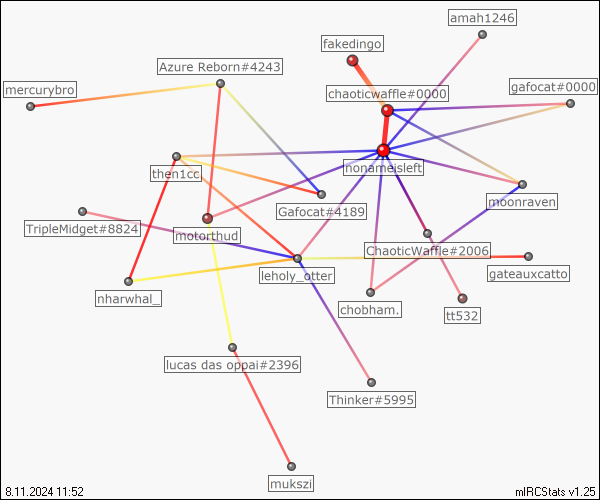 amah1246
fakedingo
Azure Reborn#4243
mercurybro
chaoticwaffle#0000
gafocat#0000
nonameisleft
then1cc
moonraven
Gafocat#4189
TripleMidget#8824
motorthud
ChaoticWaffle#2006
leholy_otter
gateauxcatto
nharwhal_
chobham.
tt532
lucas das oppai#2396
Thinker#5995
mukszi
8.11.2024 11:52
mIRCStats v1.25